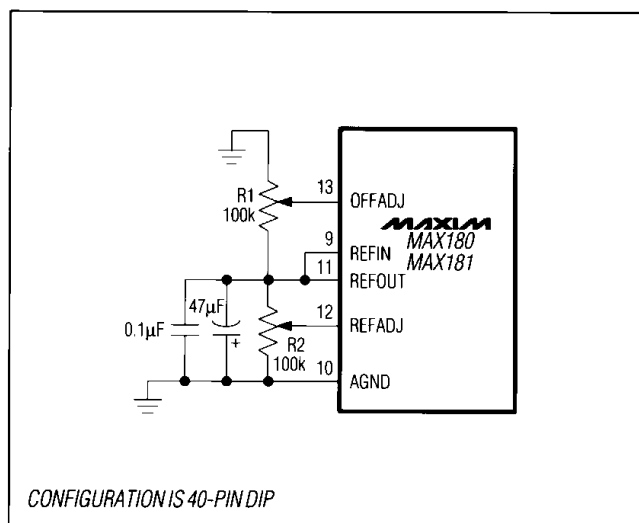 13
OFFADJ
R1
100k
MAXIM
MAX180
MAX181
9
REFIN
11
REFOUT
47µF
+
0.1µF
12
REFADJ
R2
100k
10
AGND
CONFIGURATION IS 40-PIN DIP